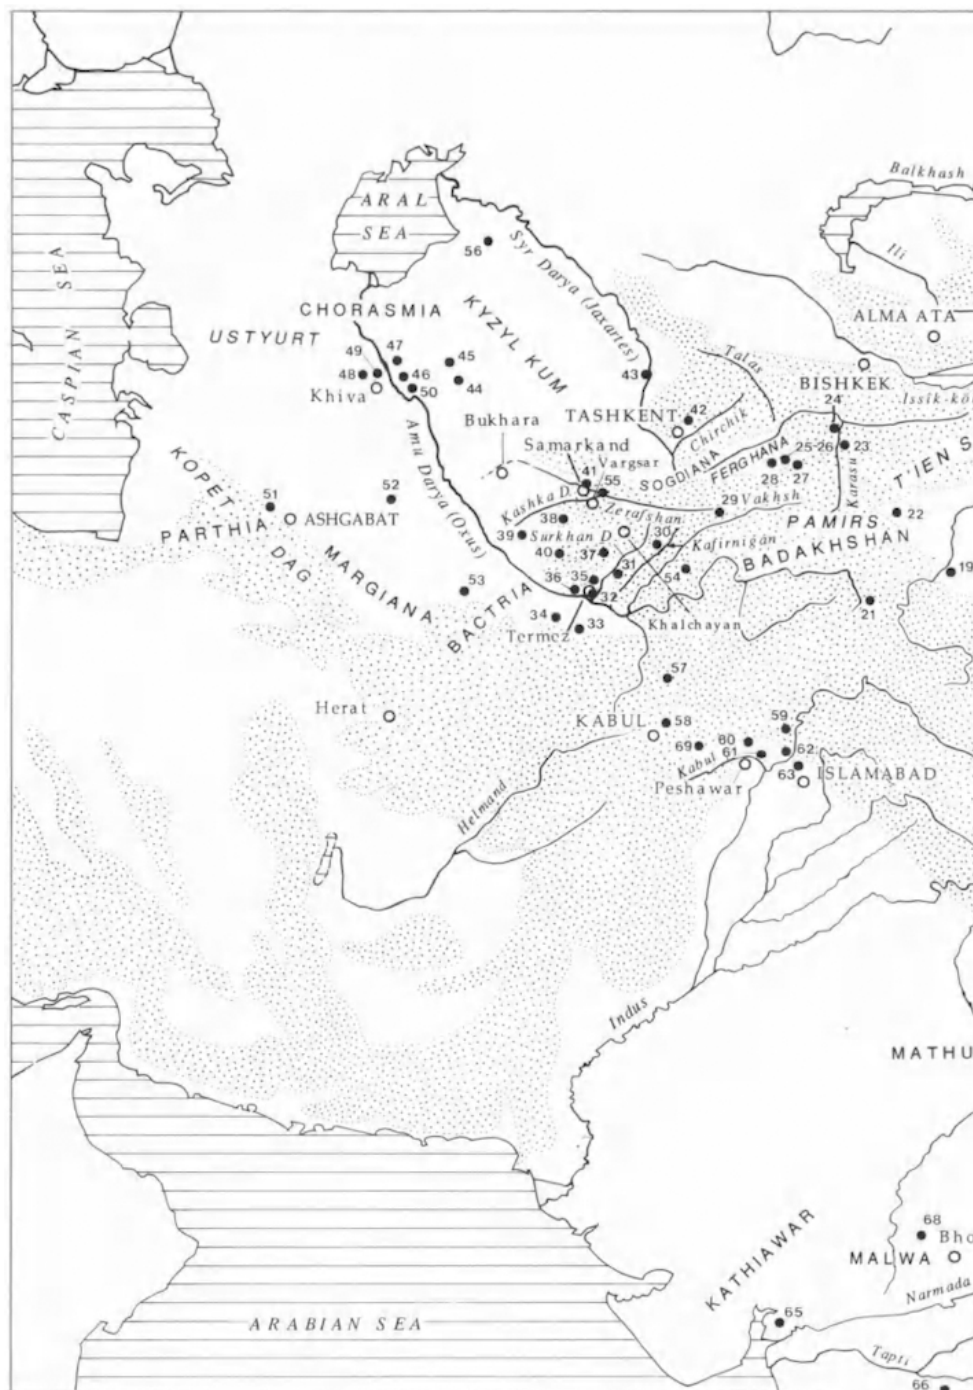 Balkhash
ARAL
SEA
56
Syr Darya (Jaxartes)
Ili
CASPIAN SEA
CHORASMIA
KYZYL KUM
ALMA ATA
USTYURT
47
45
49
48
46
44
50
Khiva
43
Talas
BISHKEK
24
Issik-köl
Bukhara
TASHKENT
42
Chirchik
Samarkand
Vargsar
41
55
SOGDIANA
FERGHANA
25-26
23
28
27
Karasu
T'IEN S
KOPET DAG
51
52
Amu Darya (Oxus)
Kashka D.
Zerafshan
29
Vakhsh
22
PARTHIA
ASHGABAT
38
39
Surkhan D.
30
Kafirnigan
PAMIRS
BADAKHSHAN
40
37
31
54
19
MARGIANA
53
BACTRIA
36
35
32
21
34
33
Khalchayan
Termez
57
Herat
KABUL
58
59
69
60
61
62
Kabul
63
ISLAMABAD
Peshawar
Helmand
Indus
MATHU
68
Bho
MALWA
KATHIAWAR
Narmada
65
ARABIAN SEA
Tapti
66